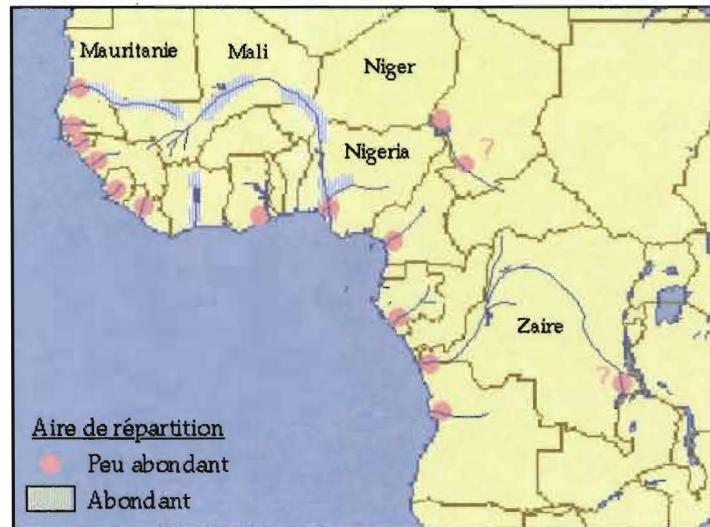 Mauritanie
Mali
Niger
?
Nigeria
Zaire
?
Aire de répartition
Peu abondant
Abondant